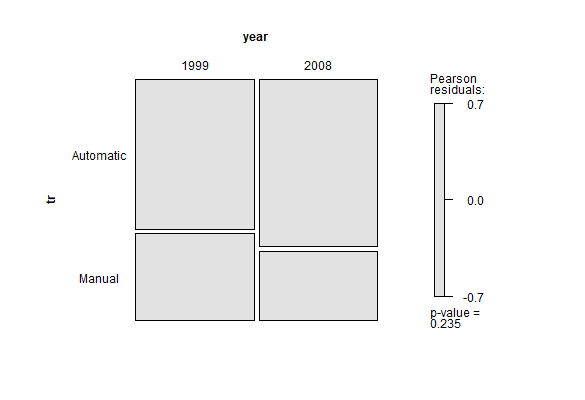 year
1999 2008
Pearson
residuals:
0.7
Automatic
tr
0.0
Manual
-0.7
p-value =
0.235